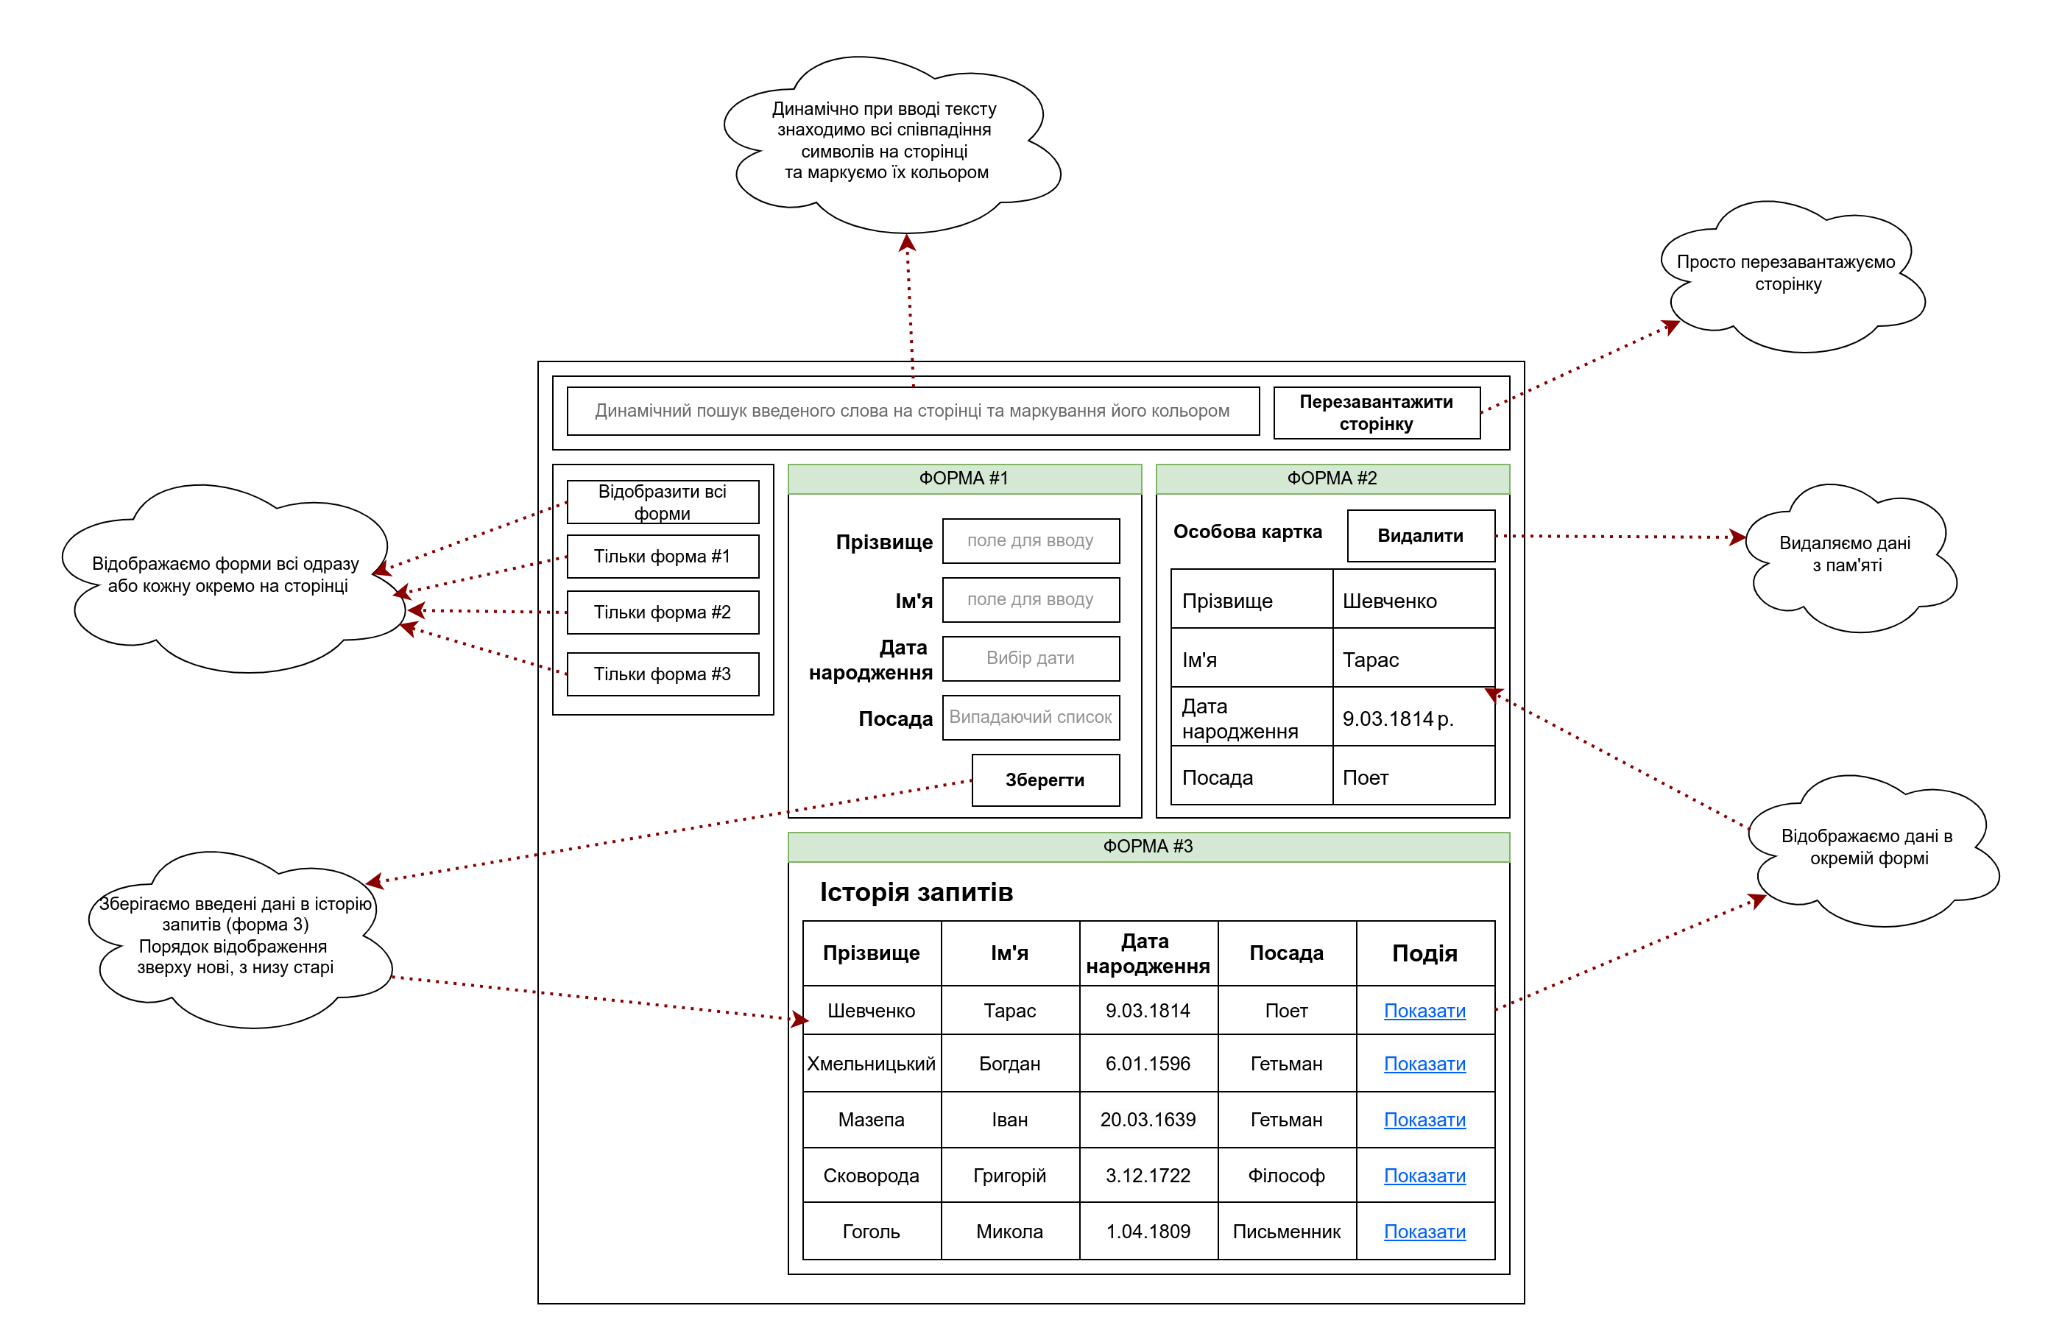 Динамічно при вводі тексту
знаходимо всі співпадіння
символів на сторінці
та маркуємо їх кольором
Просто перезавантажуємо
сторінку
Динамічний пошук введеного слова на сторінці та маркування його кольором
Перезавантажити
сторінку
Відображаємо форми всі одразу
або кожну окремо на сторінці
Відобразити всі
форми
Тільки форма #1
Тільки форма #2
Тільки форма #3
ФОРМА #1
Прізвище
поле для вводу
Ім'я
поле для вводу
Дата
народження
Вибір дати
Посада
Випадаючий список
Зберегти
ФОРМА #2
Особова картка
Видалити
Прізвище
Шевченко
Ім'я
Тарас
Дата
народження
9.03.1814 р.
Посада
Поет
Видаляємо дані
з пам'яті
Відображаємо дані в
окремій формі
Зберігаємо введені дані в історію
запитів (форма 3)
Порядок відображення
зверху нові, з низу старі
ФОРМА #3
Історія запитів
Прізвище Ім'я Дата народження Посада Подія
Шевченко Тарас 9.03.1814 Поет Показати
Хмельницький Богдан 6.01.1596 Гетьман Показати
Мазепа Іван 20.03.1639 Гетьман Показати
Сковорода Григорій 3.12.1722 Філософ Показати
Гоголь Микола 1.04.1809 Письменник Показати